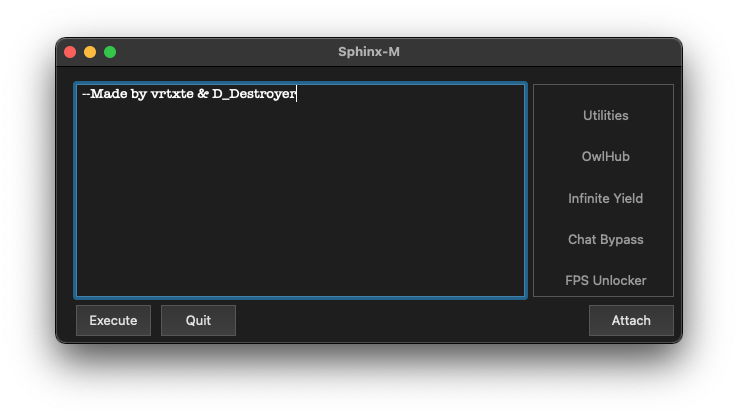 Sphinx-M
--Made by vrtxte & D_Destroyer
Utilities
OwlHub
Infinite Yield
Chat Bypass
FPS Unlocker
Execute
Quit
Attach